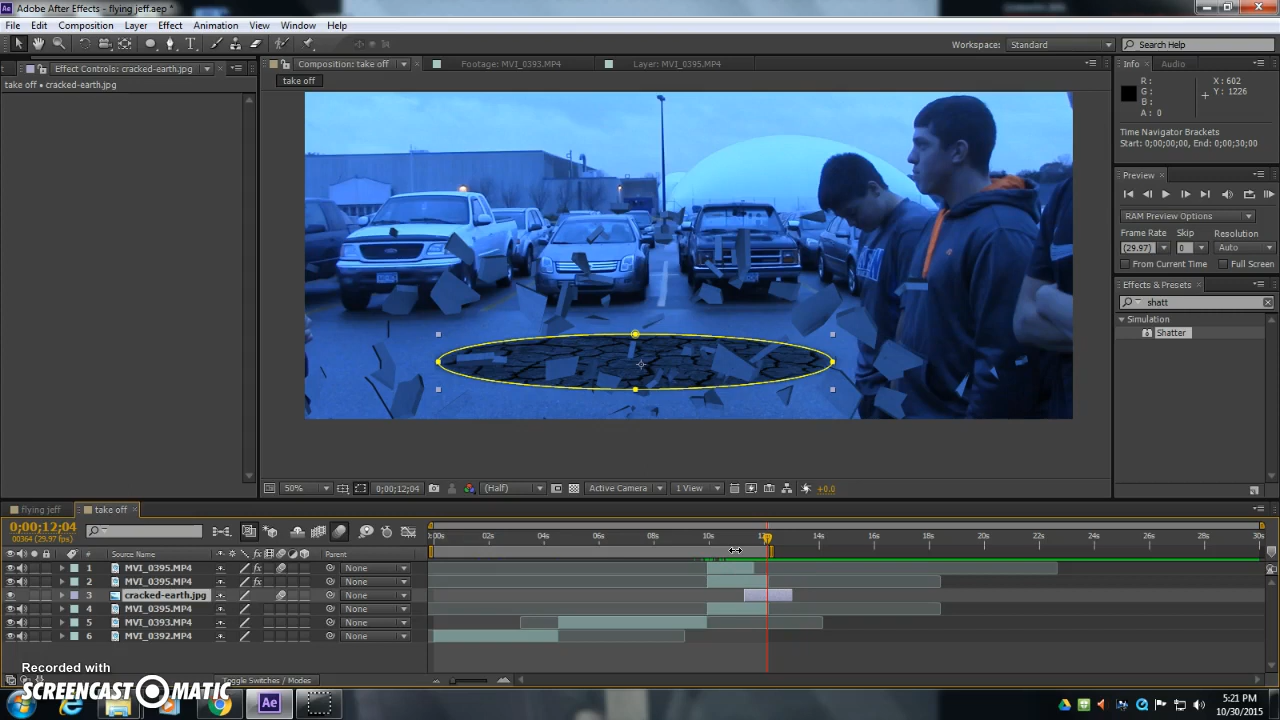 Adobe After Effects - flying jeff.aep *
File Edit Composition Layer Effect Animation View Window Help
Workspace: Standard Search Help
Effect Controls: cracked-earth.jpg
take off • cracked-earth.jpg
Composition: take off Footage: MVI_0393.MP4 Layer: MVI_0395.MP4
take off
Info Audio
R : X : 602
G : Y : 1226
B :
A : 0
Time Navigator Brackets
Start: 0;00;00;00, End: 0;00;30;00
Preview
RAM Preview Options
Frame Rate Skip Resolution
(29.97) 0 Auto
From Current Time Full Screen
Effects & Presets
shatt
Simulation
Shatter
50% 0;00;12;04 (Half) Active Camera 1 View +0.0
flying jeff take off
0;00;12;04
00364 (29.97 fps)
:00s 02s 04s 06s 08s 10s 12s 14s 16s 18s 20s 22s 24s 26s 28s 30s
# Source Name Parent
1 MVI_0395.MP4 None
2 MVI_0395.MP4 None
3 cracked-earth.jpg None
4 MVI_0395.MP4 None
5 MVI_0393.MP4 None
6 MVI_0392.MP4 None
Toggle Switches / Modes
Recorded with
SCREENCAST MATIC
5:21 PM
10/30/2015